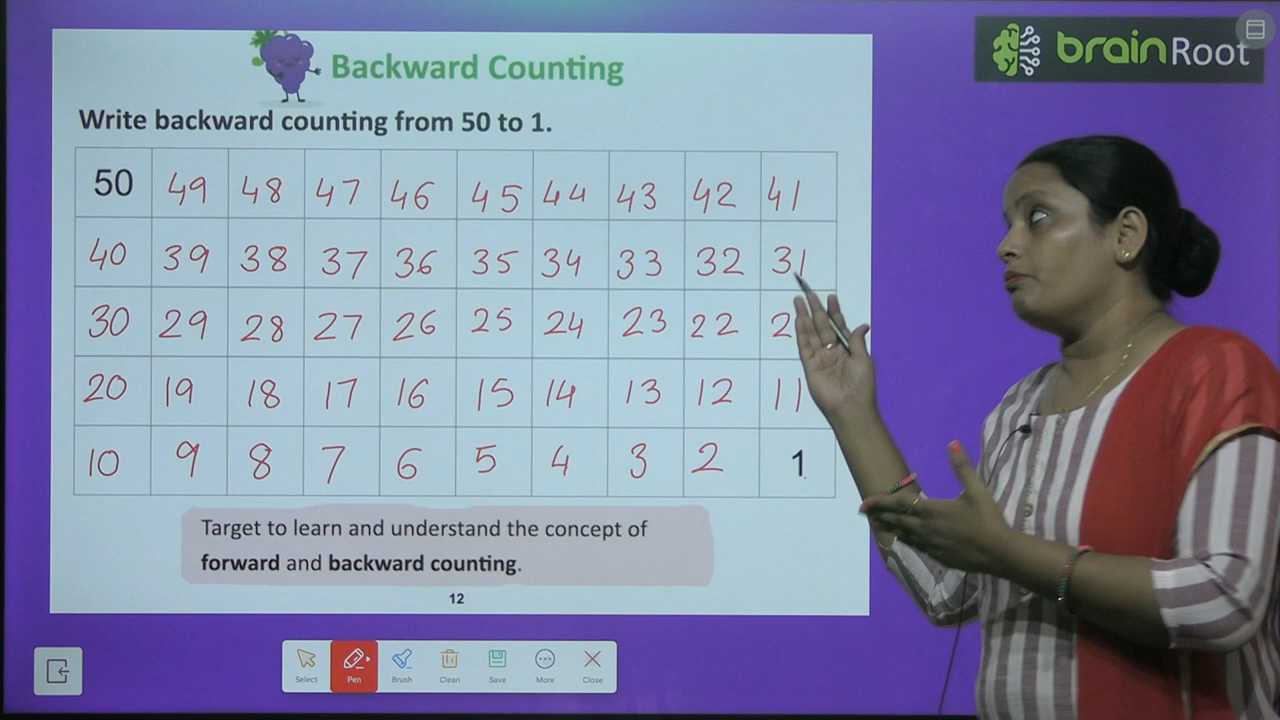 Backward Counting
brainRoot
Write backward counting from 50 to 1.
50 49 48 47 46 45 44 43 42 41
40 39 38 37 36 35 34 33 32 31
30 29 28 27 26 25 24 23 22
20 19 18 17 16 15 14 13 12 11
10 9 8 7 6 5 4 3 2 1
Target to learn and understand the concept of
forward and backward counting.
12
Select Pen Brush Clean Save More Close